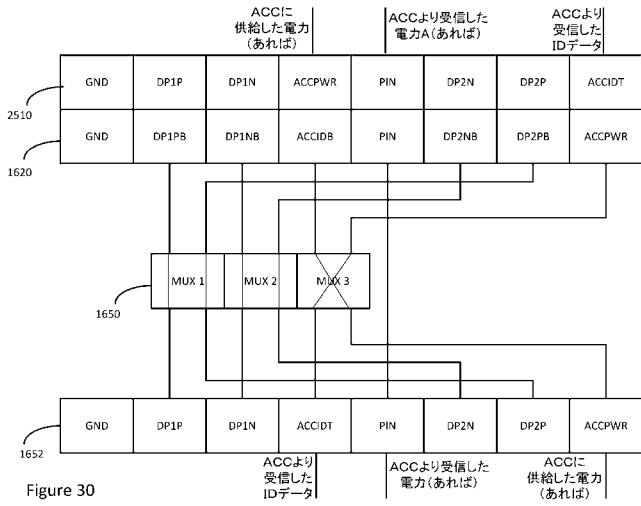 ACCに
供給した電力
(あれば)
ACCより受信した
電力A(あれば)
ACCより
受信した
IDデータ
2510
GND DP1P DP1N ACCPWR PIN DP2N DP2P ACCIDT
1620
GND DP1PB DP1NB ACCIDB PIN DP2NB DP2PB ACCPWR
1650
MUX 1 MUX 2 MUX 3
1652
GND DP1P DP1N ACCIDT PIN DP2N DP2P ACCPWR
ACCより
受信した
IDデータ
ACCより受信した
電力(あれば)
ACCに
供給した電力
(あれば)
Figure 30